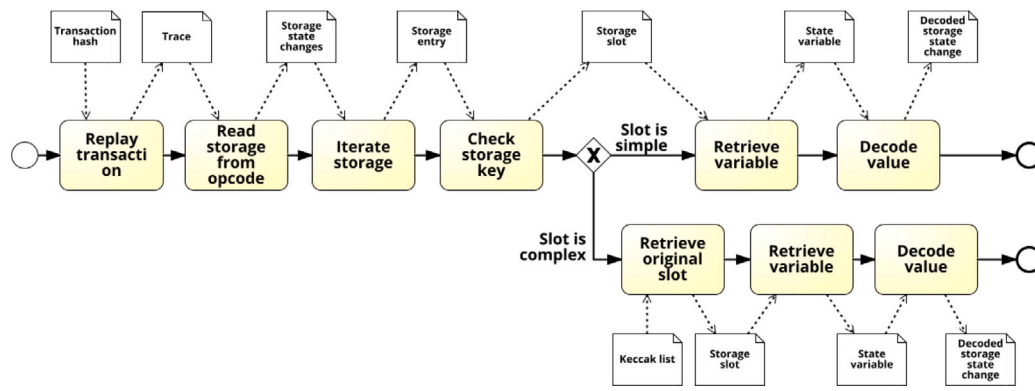 Transaction
hash
Trace
Storage
state
changes
Storage
entry
Storage
slot
State
variable
Decoded
storage
state
change
Replay
transacti
on
Read
storage
from
opcode
Iterate
storage
Check
storage
key
X
Slot is
simple
Retrieve
variable
Decode
value
Slot is
complex
Retrieve
original
slot
Retrieve
variable
Decode
value
Keccak list
Storage
slot
State
variable
Decoded
storage
state
change